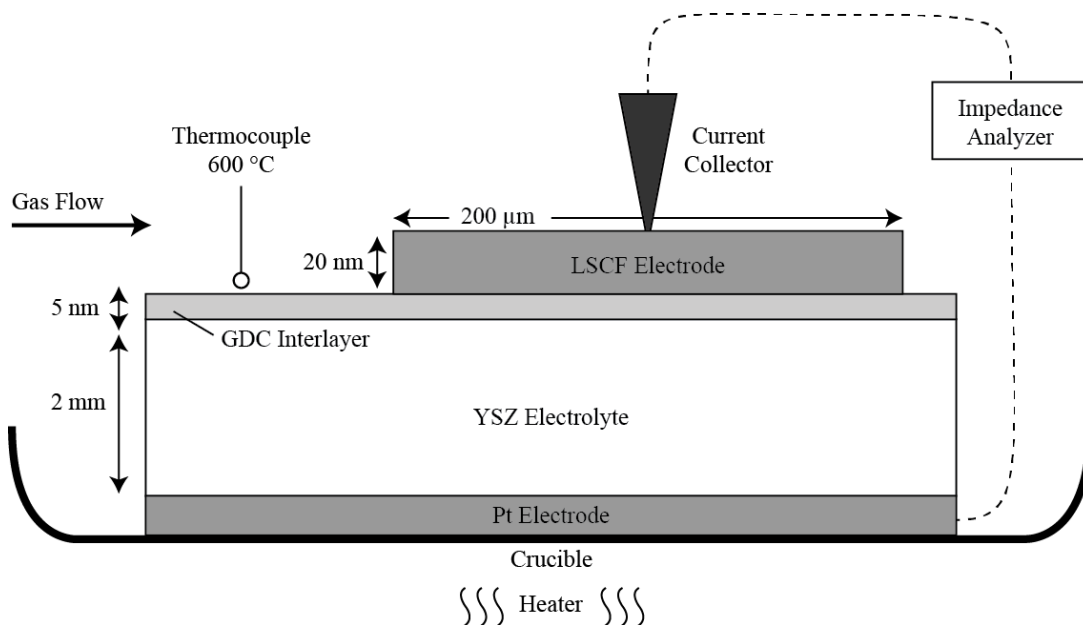 Thermocouple
600 °C
Current
Collector
Impedance
Analyzer
Gas Flow
200 μm
20 nm
LSCF Electrode
5 nm
GDC Interlayer
2 mm
YSZ Electrolyte
Pt Electrode
Crucible
Heater